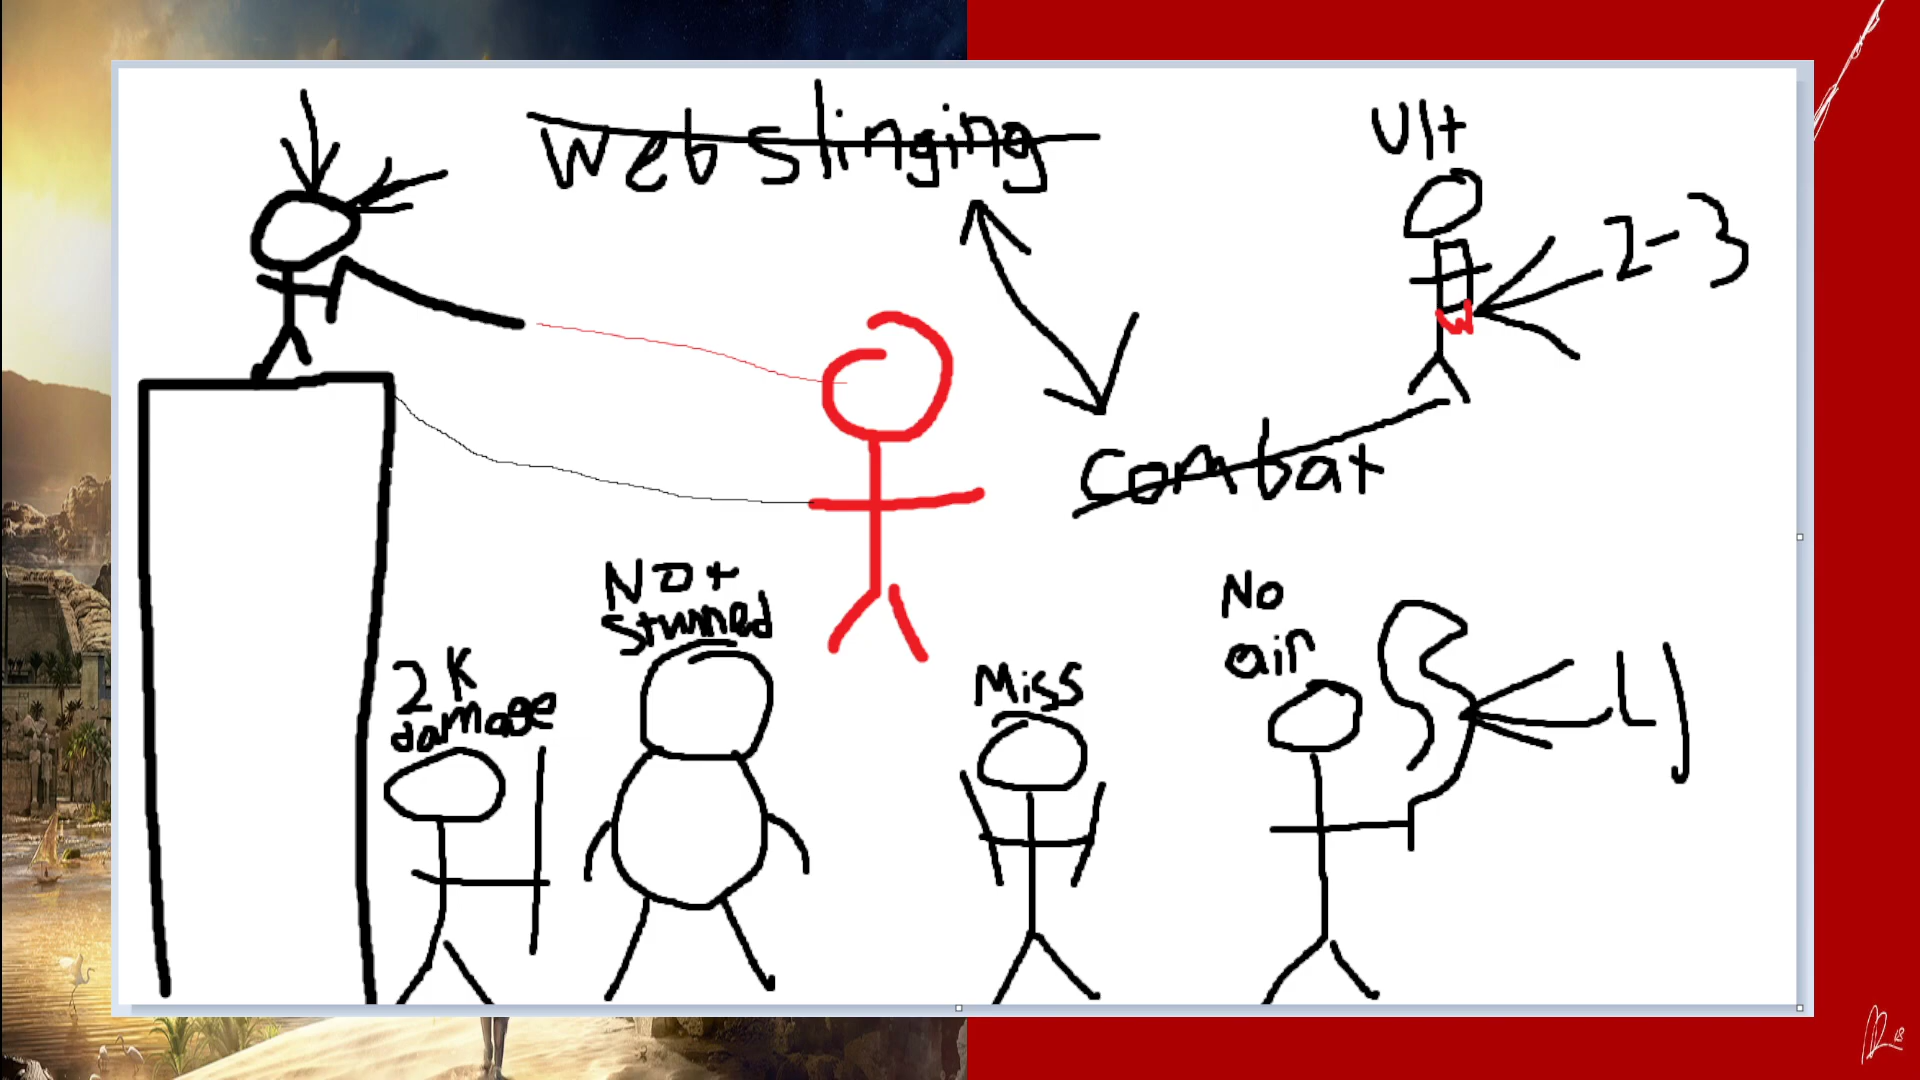 Web Slinging
Ult
2-3
Combat
Not
Stunned
2K
damage
Miss
No
air